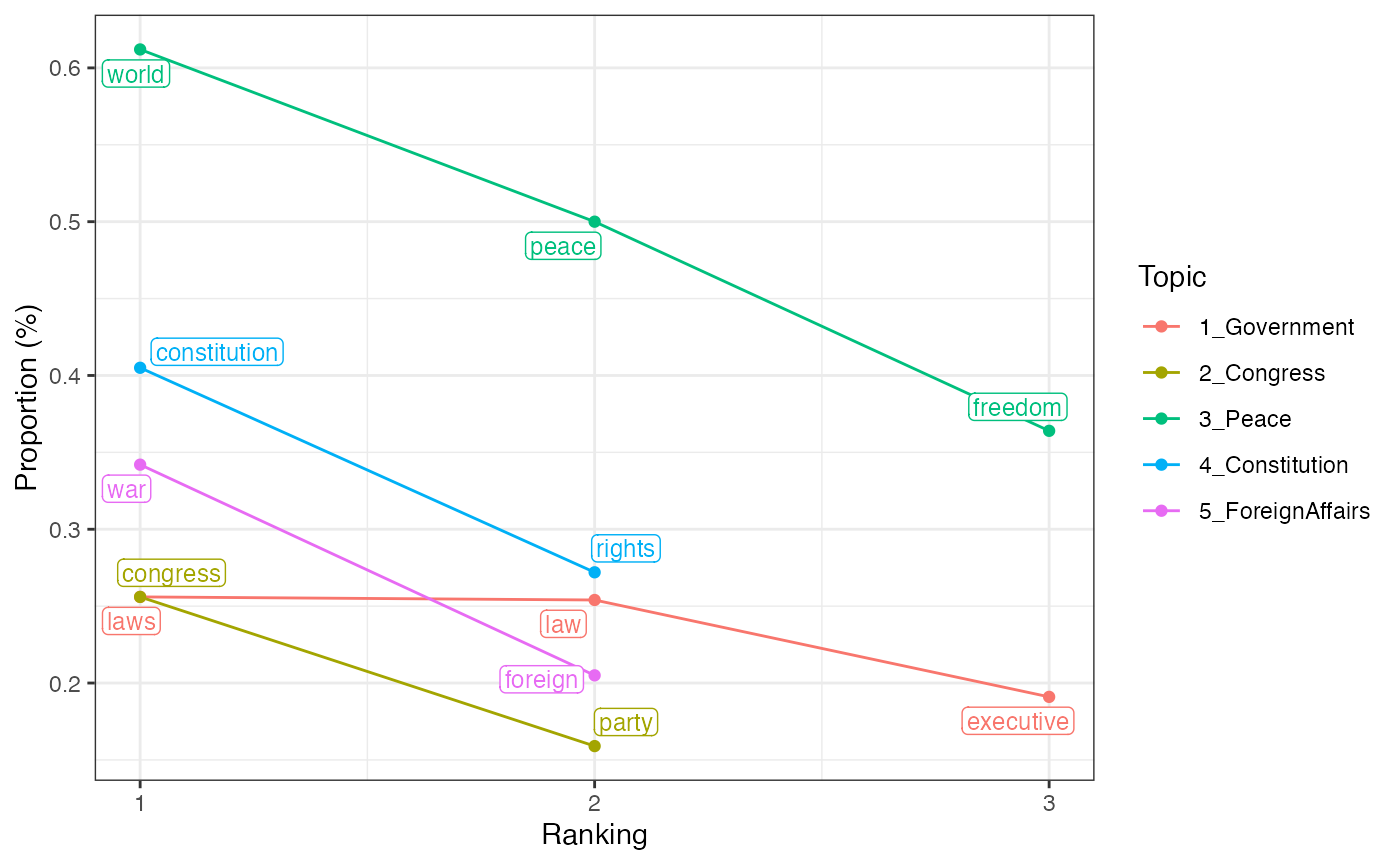 0.6
0.5
0.4
0.3
0.2
Proportion (%)
world
peace
freedom
constitution
war
rights
congress
laws
law
foreign
party
executive
1
2
3
Ranking
Topic
1_Government
2_Congress
3_Peace
4_Constitution
5_ForeignAffairs